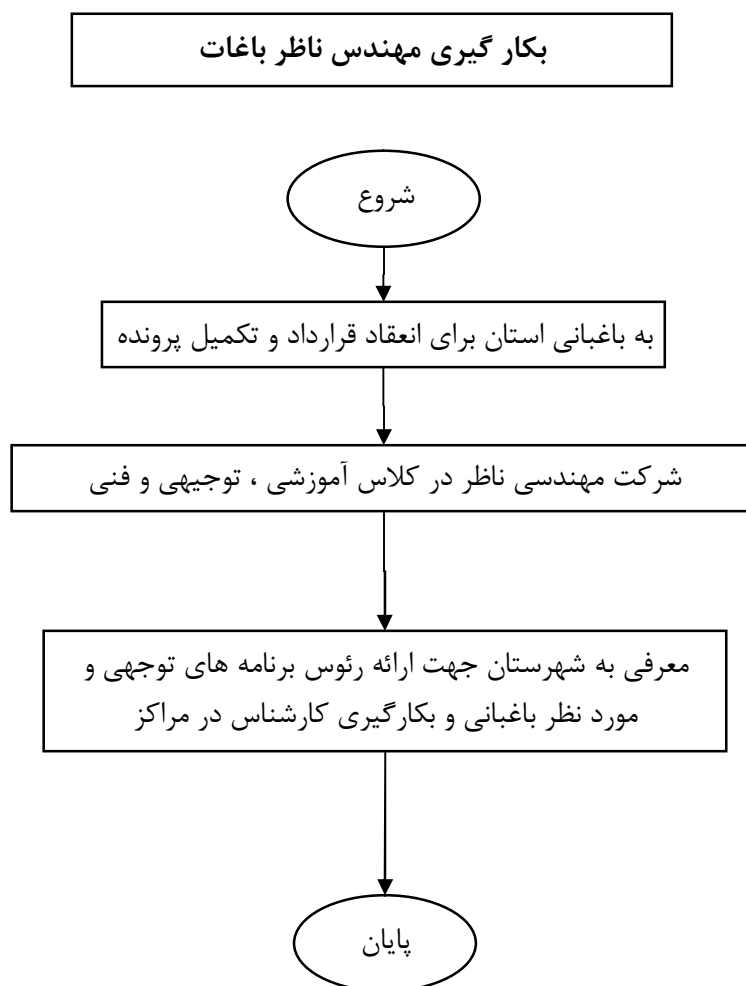 بکار گیری مهندس ناظر باغات
شروع
به باغبانی استان برای انعقاد قرارداد و تکمیل پرونده
شرکت مهندسی ناظر در کلاس آموزشی ، توجیهی و فنی
معرفی به شهرستان جهت ارائه رئوس برنامه های توجهی و
مورد نظر باغبانی و بکارگیری کارشناس در مراکز
پایان